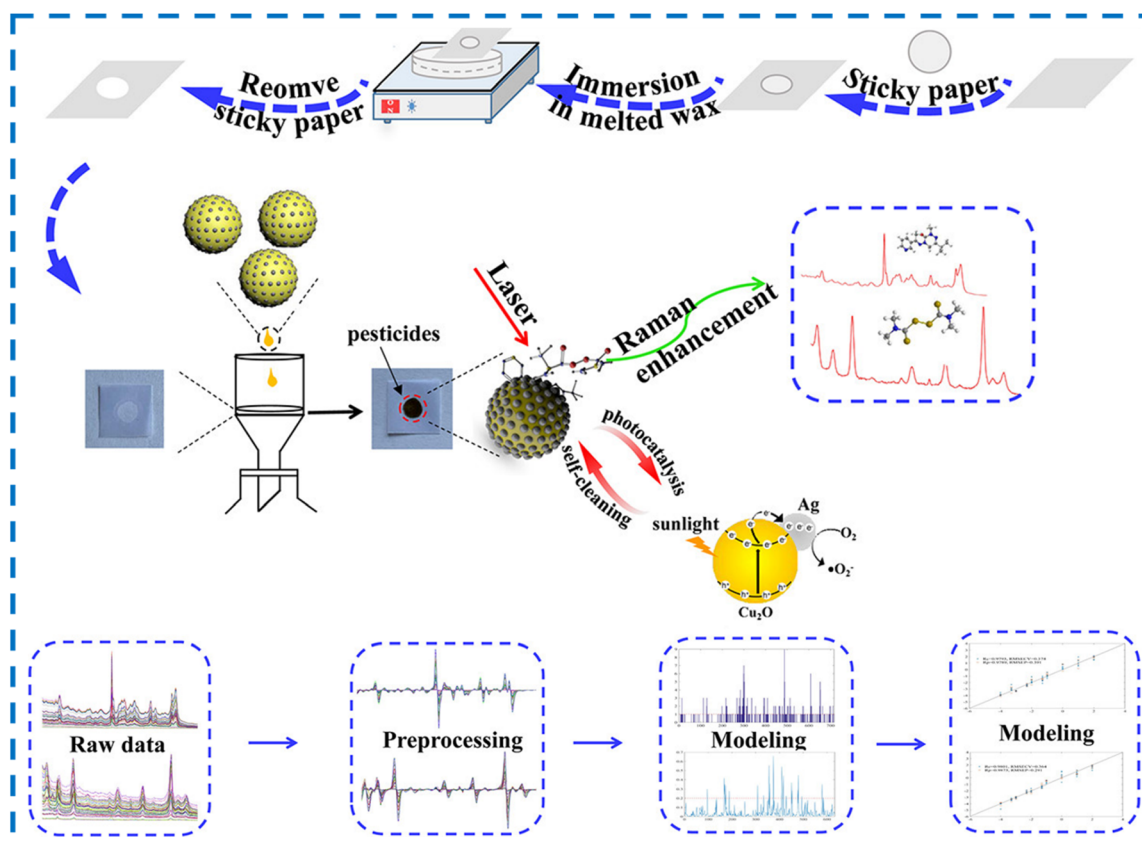 Reomve
sticky paper
Immersion
in melted wax
Sticky paper
ON
pesticides
Laser
Raman
enhancement
photocatalysis
self-cleaning
sunlight
Ag
e⁻
e⁻
e⁻ e⁻ e⁻
O₂
e⁻ e⁻ e⁻ e⁻
•O₂⁻
h⁺ h⁺ h⁺ h⁺
Cu₂O
Raw data
Preprocessing
Modeling
Modeling